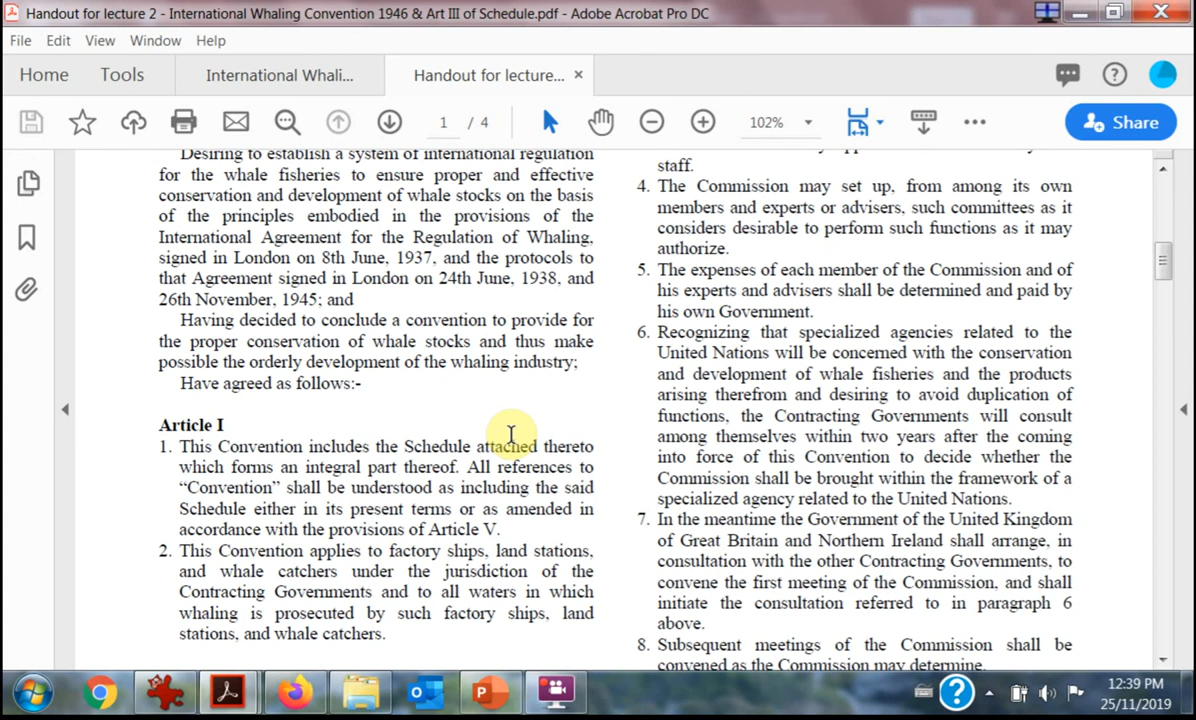 Handout for lecture 2 - International Whaling Convention 1946 & Art III of Schedule.pdf - Adobe Acrobat Pro DC
File Edit View Window Help
Home Tools International Whali... Handout for lecture... ×
1 / 4 102% Share
Desiring to establish a system of international regulation
for the whale fisheries to ensure proper and effective
conservation and development of whale stocks on the basis
of the principles embodied in the provisions of the
International Agreement for the Regulation of Whaling,
signed in London on 8th June, 1937, and the protocols to
that Agreement signed in London on 24th June, 1938, and
26th November, 1945; and
Having decided to conclude a convention to provide for
the proper conservation of whale stocks and thus make
possible the orderly development of the whaling industry;
Have agreed as follows:-
Article I
1. This Convention includes the Schedule attached thereto
which forms an integral part thereof. All references to
“Convention” shall be understood as including the said
Schedule either in its present terms or as amended in
accordance with the provisions of Article V.
2. This Convention applies to factory ships, land stations,
and whale catchers under the jurisdiction of the
Contracting Governments and to all waters in which
whaling is prosecuted by such factory ships, land
stations, and whale catchers.
staff.
4. The Commission may set up, from among its own
members and experts or advisers, such committees as it
considers desirable to perform such functions as it may
authorize.
5. The expenses of each member of the Commission and of
his experts and advisers shall be determined and paid by
his own Government.
6. Recognizing that specialized agencies related to the
United Nations will be concerned with the conservation
and development of whale fisheries and the products
arising therefrom and desiring to avoid duplication of
functions, the Contracting Governments will consult
among themselves within two years after the coming
into force of this Convention to decide whether the
Commission shall be brought within the framework of a
specialized agency related to the United Nations.
7. In the meantime the Government of the United Kingdom
of Great Britain and Northern Ireland shall arrange, in
consultation with the other Contracting Governments, to
convene the first meeting of the Commission, and shall
initiate the consultation referred to in paragraph 6
above.
8. Subsequent meetings of the Commission shall be
convened as the Commission may determine.
12:39 PM
25/11/2019